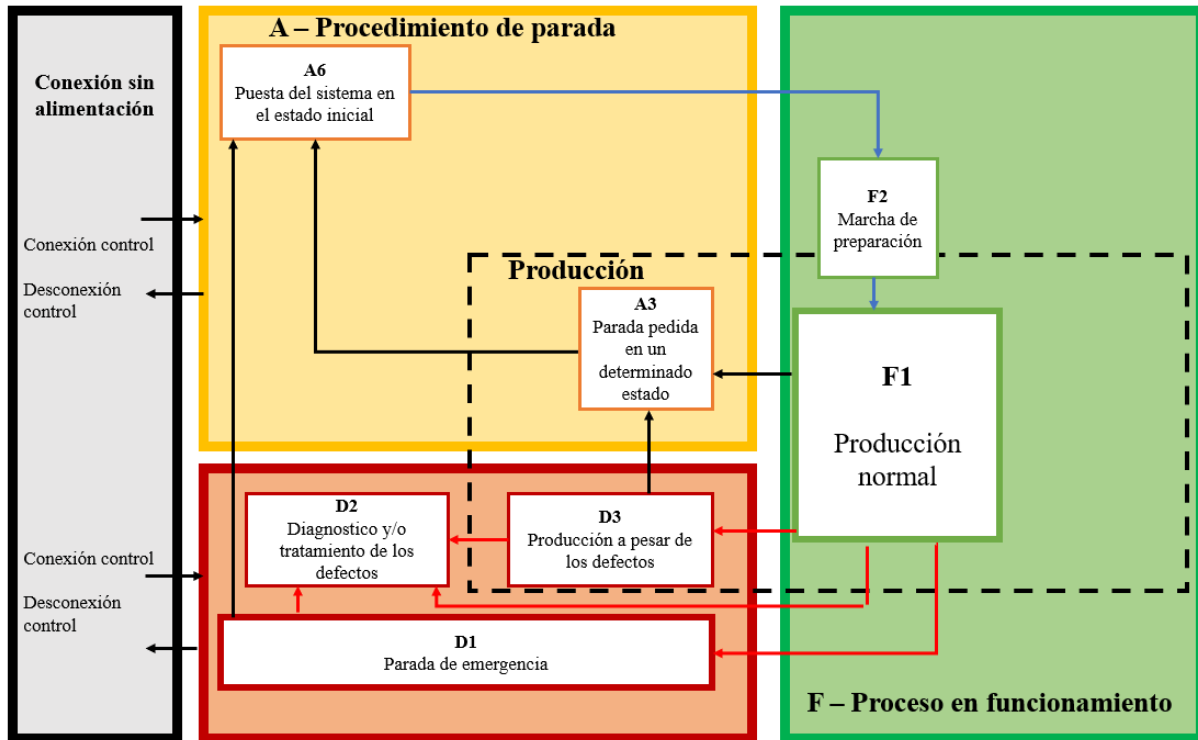 Conexión sin
alimentación
Conexión control
Desconexión
control
Conexión control
Desconexión
control
A – Procedimiento de parada
A6
Puesta del sistema en
el estado inicial
Producción
A3
Parada pedida
en un
determinado
estado
D2
Diagnostico y/o
tratamiento de los
defectos
D3
Producción a pesar de
los defectos
D1
Parada de emergencia
F2
Marcha de
preparación
F1
Producción
normal
F – Proceso en funcionamiento